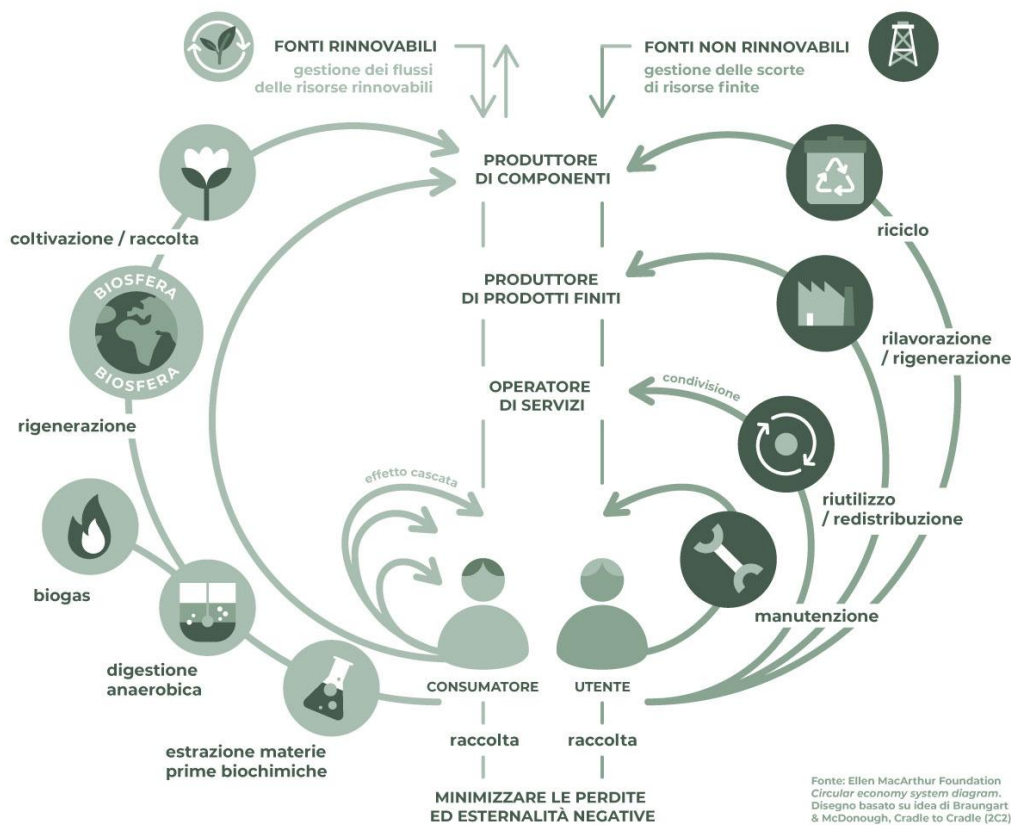 FONTI RINNOVABILI
gestione dei flussi
delle risorse rinnovabili
FONTI NON RINNOVABILI
gestione delle scorte
di risorse finite
PRODUTTORE
DI COMPONENTI
coltivazione / raccolta
riciclo
BIOSFERA
BIOSFERA
PRODUTTORE
DI PRODOTTI FINITI
rilavorazione
/ rigenerazione
OPERATORE
DI SERVIZI
condivisione
rigenerazione
effetto cascata
riutilizzo
/ redistribuzione
biogas
manutenzione
digestione
anaerobica
CONSUMATORE
UTENTE
estrazione materie
prime biochimiche
raccolta
raccolta
MINIMIZZARE LE PERDITE
ED ESTERNALITÀ NEGATIVE
Fonte: Ellen MacArthur Foundation
Circular economy system diagram.
Disegno basato su idea di Braungart
& McDonough, Cradle to Cradle (2C2)